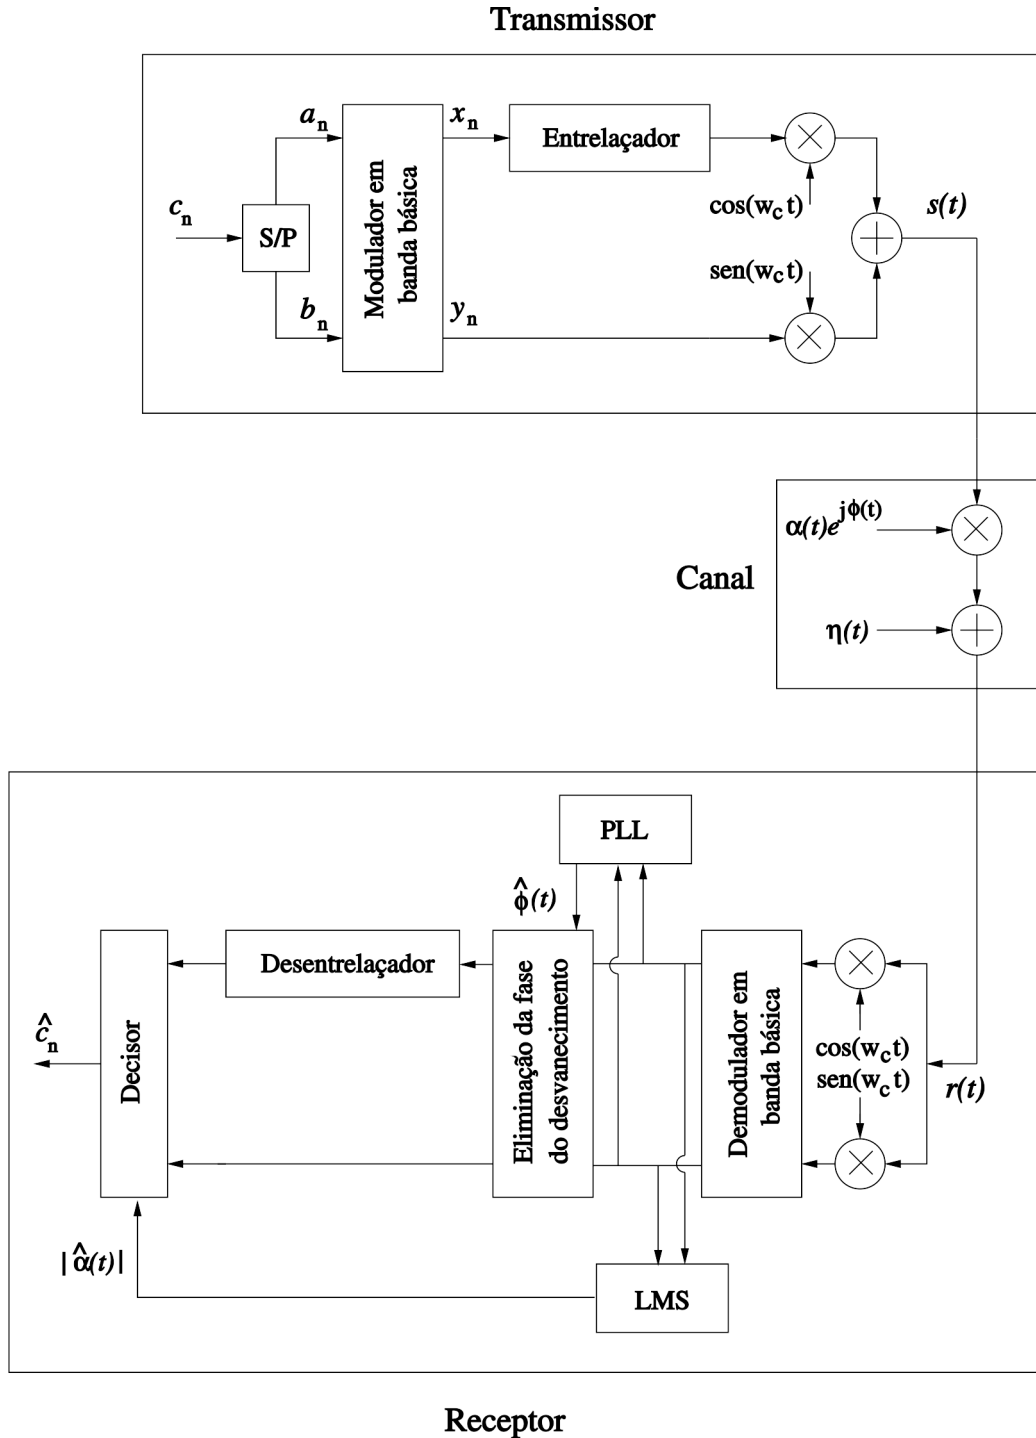 Transmissor
a_n
x_n
Entrelaçador
c_n
S/P
Modulador em
banda básica
cos(w_c t)
s(t)
sen(w_c t)
b_n
y_n
α(t)e^jϕ(t)
Canal
η(t)
PLL
ϕ̂(t)
Desentrelaçador
Decisor
Eliminação da fase
do desvanecimento
Demodulador em
banda básica
ĉ_n
cos(w_c t)
sen(w_c t)
r(t)
|α̂(t)|
LMS
Receptor